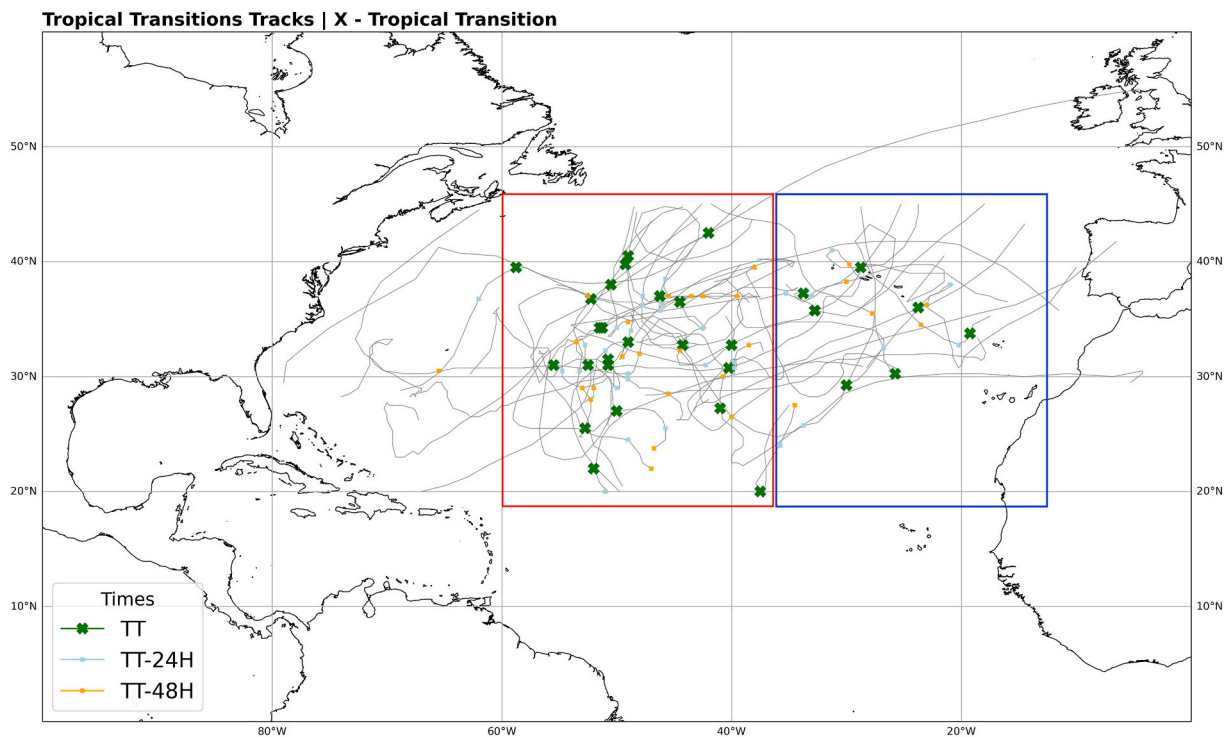 Tropical Transitions Tracks | X - Tropical Transition
50°N 50°N
40°N 40°N
30°N 30°N
20°N 20°N
10°N 10°N
Times
TT
TT-24H
TT-48H
80°W 60°W 40°W 20°W